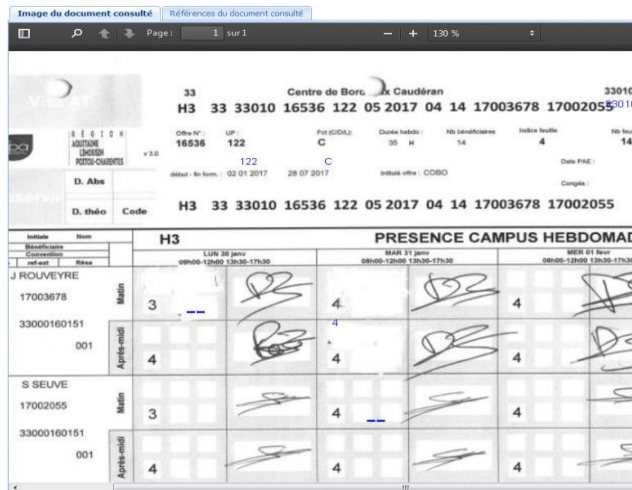 Image du document consulté Références du document consulté
Page: 1 sur 1 130 %
33 Centre de Bord x Caudéran 33010
H3 33 33010 16536 122 05 2017 04 14 17003678 17002055
RÉGION
AQUITAINE
LIMOUSIN
POITOU-CHARENTES
v 3.0
Offre N° : UP : Fct (C/D/L): Durée hebdo : Nb bénéficiaires Indice feuille
16536 122 C 35 H 14 4 14
122 C
Date PAE :
début - fin form. : 02 01 2017 28 07 2017 Intitulé offre : COBO
Congés :
D. Abs
H3 33 33010 16536 122 05 2017 04 14 17003678 17002055
D. théo Code
Initiale Nom
Bénéficiaire
Convention
ref-ext Résa
H3 PRESENCE CAMPUS HEBDOMAD
LUN 30 janv MAR 31 janv MER 01 fevr
09h00-12h00 13h30-17h30 08h00-12h00 13h30-17h30 08h00-12h00 13h30-17h30
J ROUVEYRE
17003678
Matin 3 4 4
33000160151
4
001
Après-midi 4 4 4
S SEUVE
17002055
Matin 3 4 4
33000160151
001
Après-midi 4 4 4